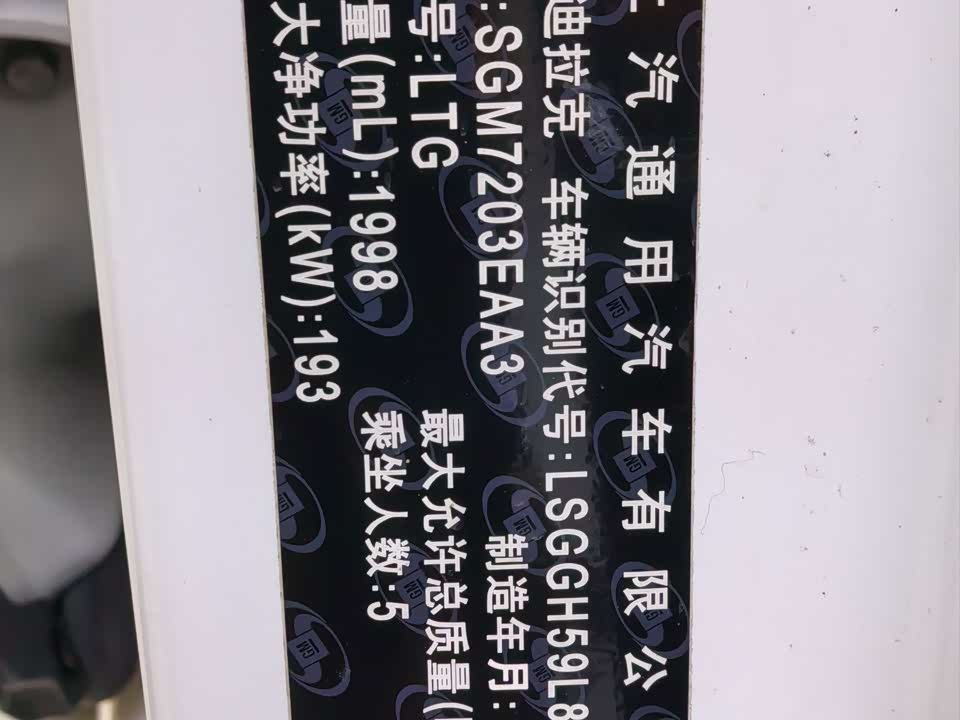 汽通用汽车有限公
迪拉克 车辆识别代号:LSGGH59L8
:SGM7203EAA3 制造年月:
号:LTG 最大允许总质量(
量(mL):1998 乘坐人数:5
大净功率(kW):193
GM